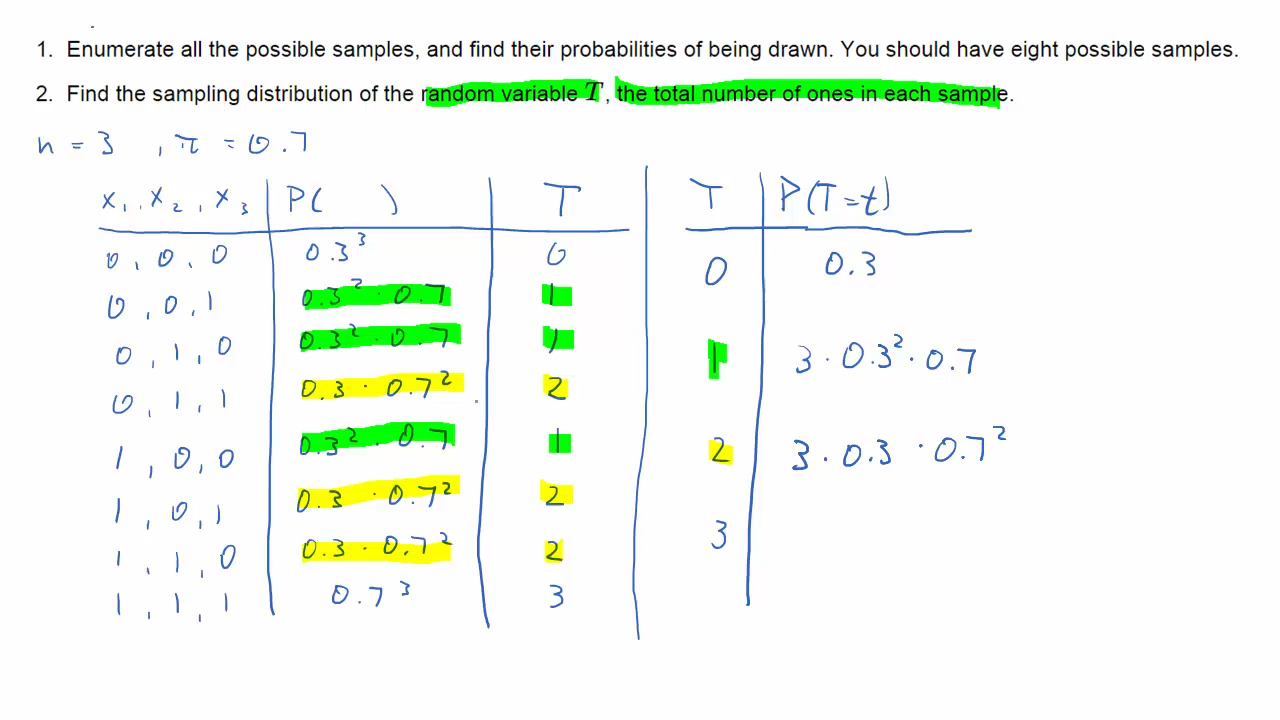 1. Enumerate all the possible samples, and find their probabilities of being drawn. You should have eight possible samples.
2. Find the sampling distribution of the random variable T, the total number of ones in each sample.
n = 3 , π = 0.7
x₁, x₂, x₃ P( ) T T P(T=t)
0, 0, 0 0.3³ 0 0 0.3
0, 0, 1 0.3² · 0.7 1
0, 1, 0 0.3² · 0.7 1 1 3 · 0.3² · 0.7
0, 1, 1 0.3 · 0.7² 2
1, 0, 0 0.3² · 0.7 1 2 3 · 0.3 · 0.7²
1, 0, 1 0.3 · 0.7² 2 3
1, 1, 0 0.3 · 0.7² 2
1, 1, 1 0.7³ 3